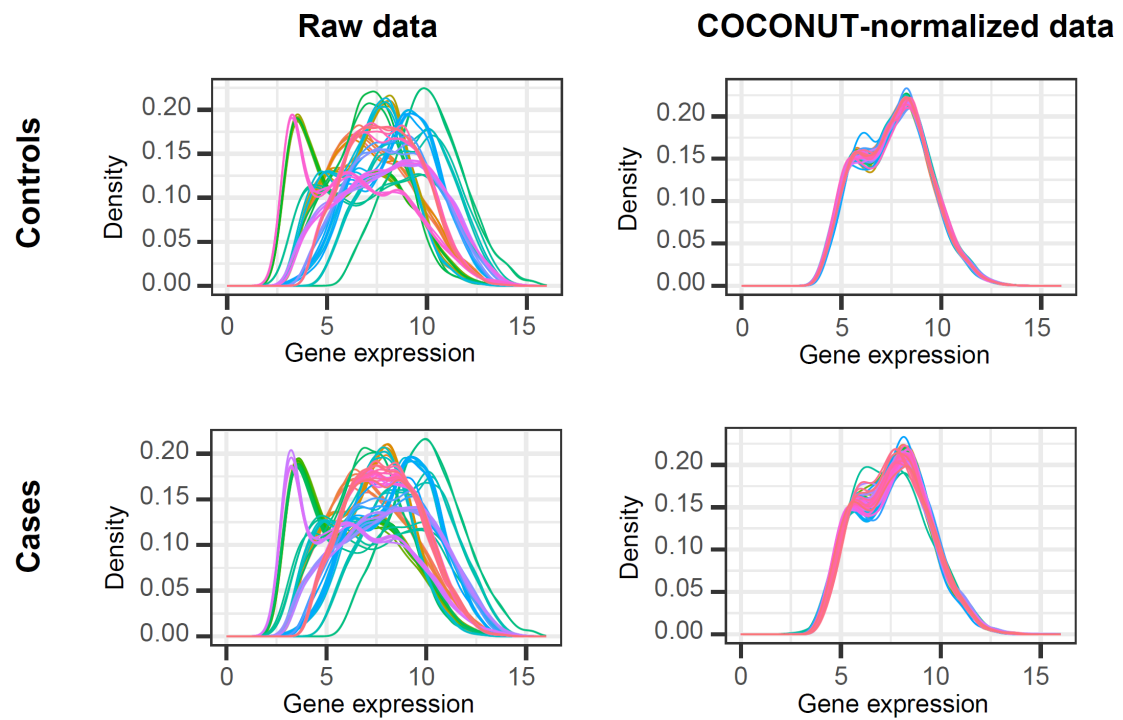 Raw data
COCONUT-normalized data
Controls
Density
0.20
0.15
0.10
0.05
0.00
0 5 10 15
Gene expression
Density
0.20
0.15
0.10
0.05
0.00
0 5 10 15
Gene expression
Cases
Density
0.20
0.15
0.10
0.05
0.00
0 5 10 15
Gene expression
Density
0.20
0.15
0.10
0.05
0.00
0 5 10 15
Gene expression